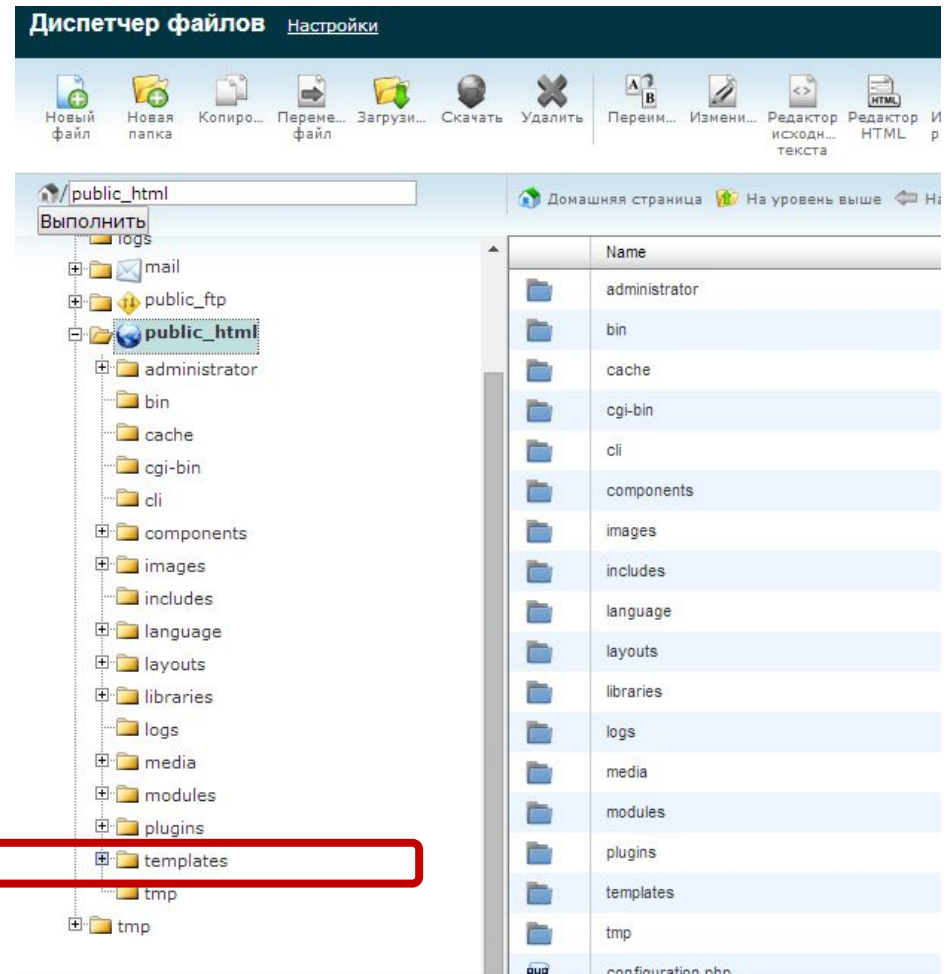 Диспетчер файлов Настройки
Новый файл
Новая папка
Копиро...
Переме... файл
Загрузи...
Скачать
Удалить
Переим...
Измени...
Редактор исходн... текста
Редактор HTML
/public_html
Выполнить
Домашняя страница На уровень выше На
logs
mail
public_ftp
public_html
administrator
bin
cache
cgi-bin
cli
components
images
includes
language
layouts
libraries
logs
media
modules
plugins
templates
tmp
tmp
Name
administrator
bin
cache
cgi-bin
cli
components
images
includes
language
layouts
libraries
logs
media
modules
plugins
templates
tmp
configuration.php